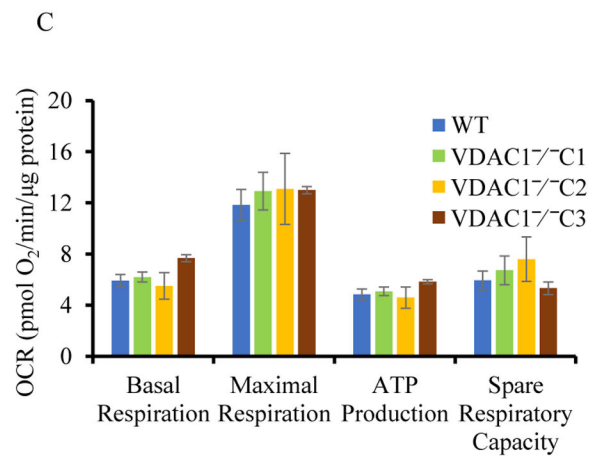 C
OCR (pmol O₂/min/µg protein)
20
16
12
8
4
0
WT
VDAC1⁻/⁻C1
VDAC1⁻/⁻C2
VDAC1⁻/⁻C3
Basal
Respiration
Maximal
Respiration
ATP
Production
Spare
Respiratory
Capacity